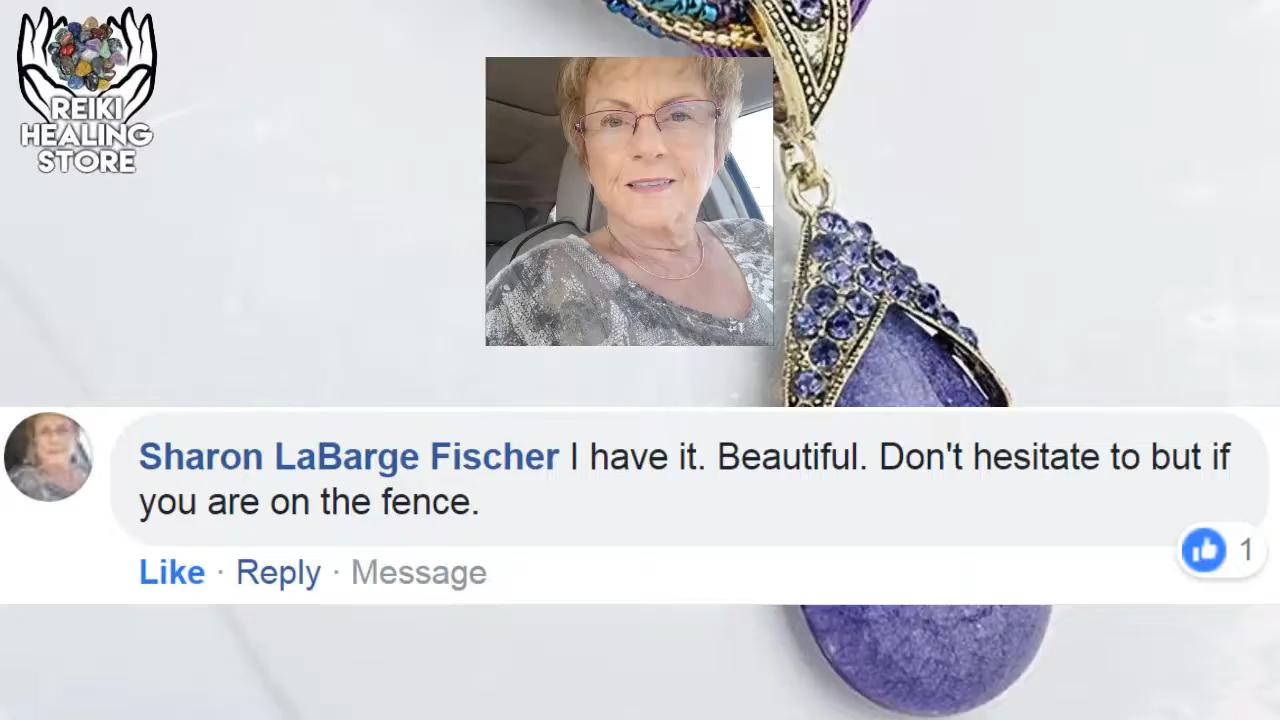 REIKI
HEALING
STORE
Sharon LaBarge Fischer I have it. Beautiful. Don't hesitate to but if
you are on the fence.
Like · Reply · Message
1